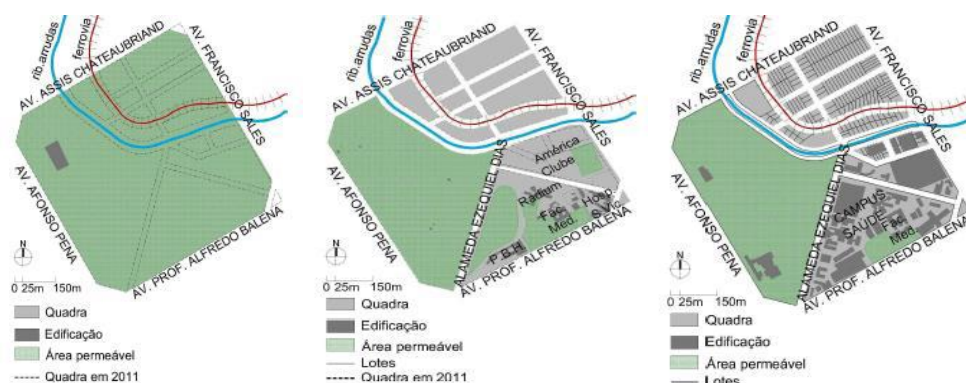 rib.arrudas
ferrovia
AV. ASSIS CHATEAUBRIAND
AV. FRANCISCO SALES
AV. AFONSO PENA
AV. PROF. ALFREDO BALENA
N
0 25m 150m
Quadra
Edificação
Área permeável
Quadra em 2011
rib.arrudas
ferrovia
AV. ASSIS CHATEAUBRIAND
AV. FRANCISCO SALES
América
Clube
Radium
Fac.
Med.
Hosp.
S.Vic.
P.B.H.
ALAMEDA EZEQUIEL DIAS
AV. AFONSO PENA
AV. PROF. ALFREDO BALENA
N
0 25m 150m
Quadra
Edificação
Área permeável
Lotes
Quadra em 2011
rib.arrudas
ferrovia
AV. ASSIS CHATEAUBRIAND
AV. FRANCISCO SALES
CAMPUS
SAÚDE
Fac.
Med.
ALAMEDA EZEQUIEL DIAS
AV. AFONSO PENA
AV. PROF. ALFREDO BALENA
N
0 25m 150m
Quadra
Edificação
Área permeável
Lotes